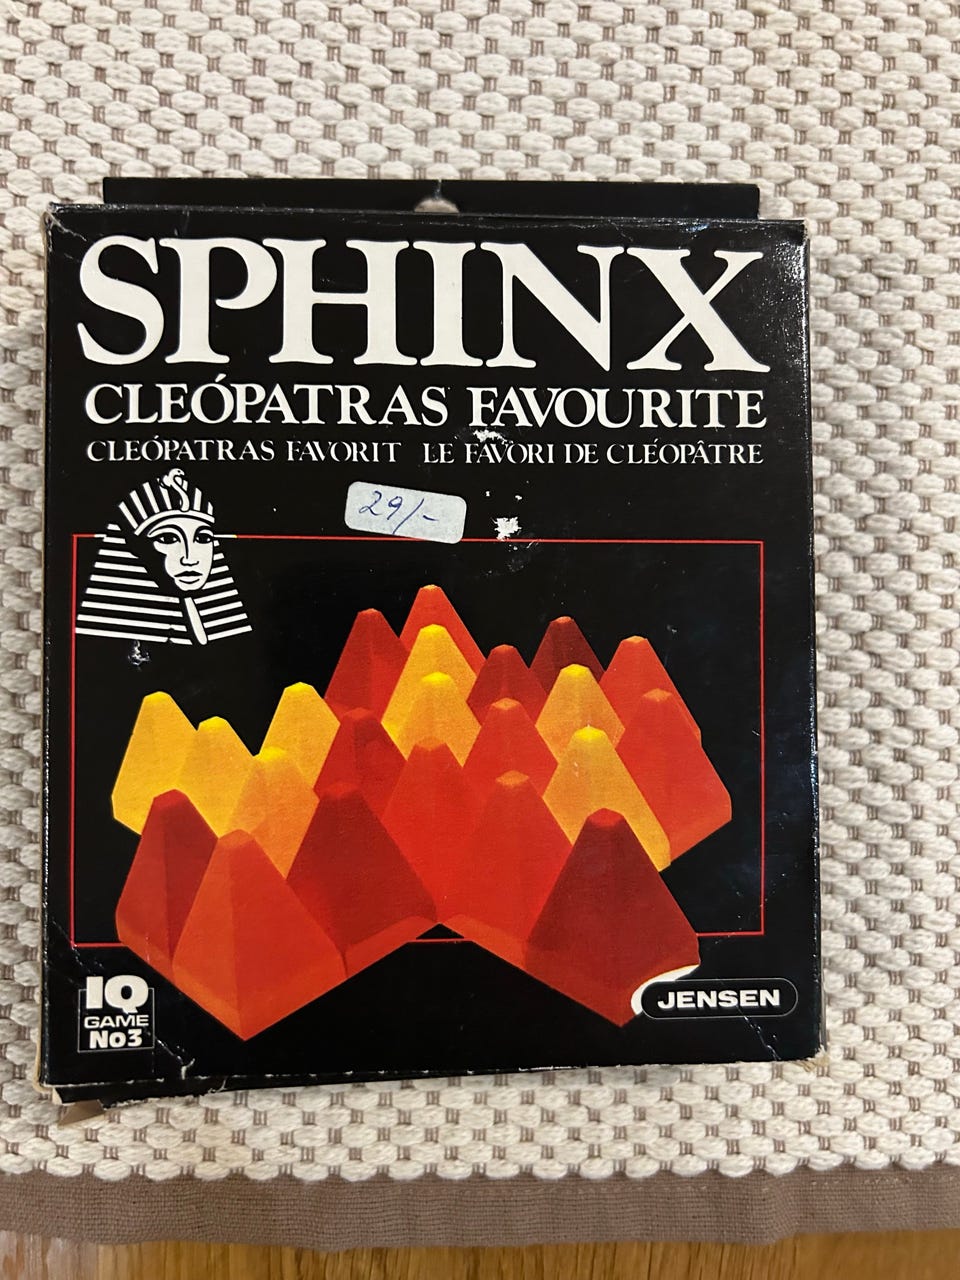 SPHINX
CLEÓPATRAS FAVOURITE
CLEÓPATRAS FAVORIT LE FAVORI DE CLÉOPÂTRE
29/-
IQ
GAME
No3
JENSEN